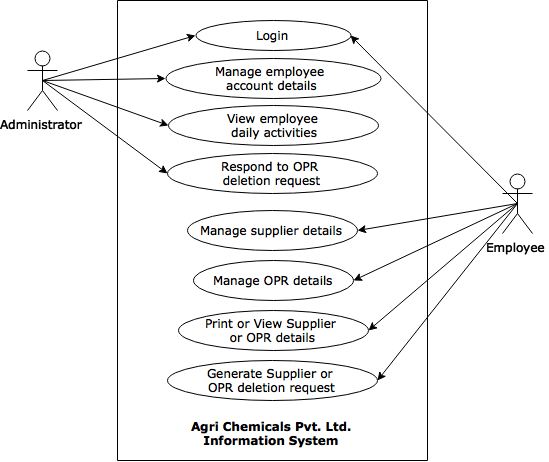 Login
Manage employee
account details
Administrator
View employee
daily activities
Respond to OPR
deletion request
Manage supplier details
Employee
Manage OPR details
Print or View Supplier
or OPR details
Generate Supplier or
OPR deletion request
Agri Chemicals Pvt. Ltd.
Information System